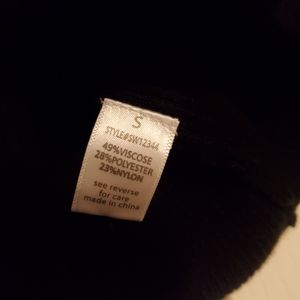 S
STYLE#SW12344
49%VISCOSE
28%POLYESTER
23%NYLON
see reverse
for care
made in china